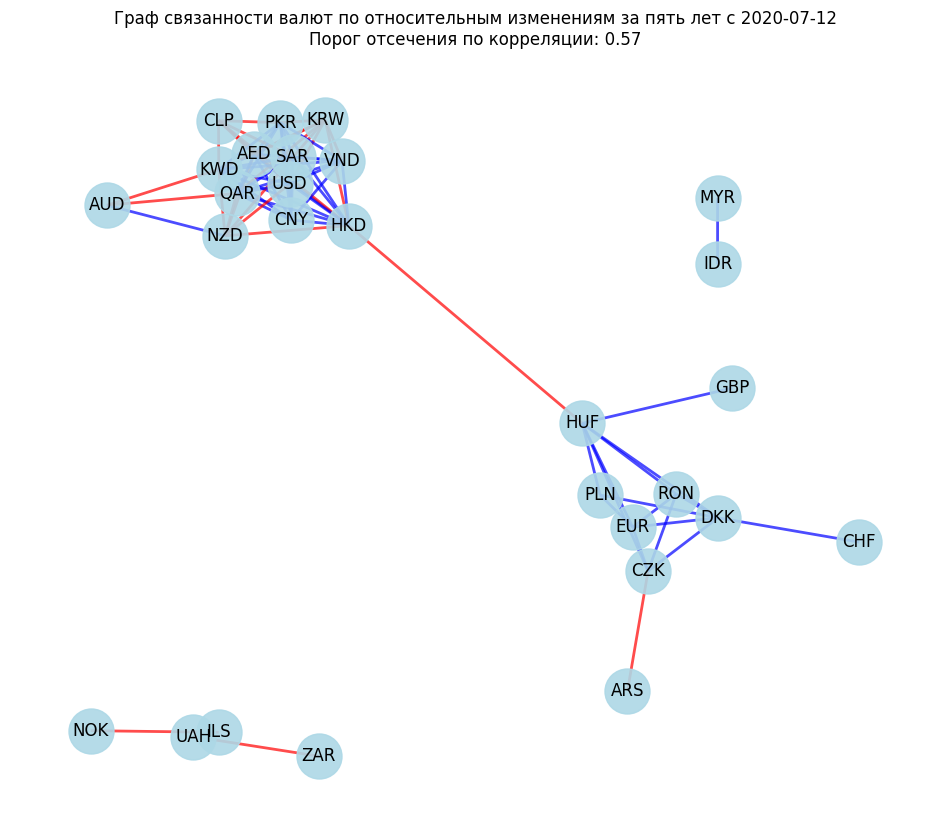 Граф связанности валют по относительным изменениям за пять лет с 2020-07-12
Порог отсечения по корреляции: 0.57
CLP
PKR
KRW
AED
SAR
VND
KWD
USD
QAR
AUD
CNY
HKD
NZD
MYR
IDR
GBP
HUF
PLN
RON
EUR
DKK
CHF
CZK
ARS
NOK
UAH
ILS
ZAR